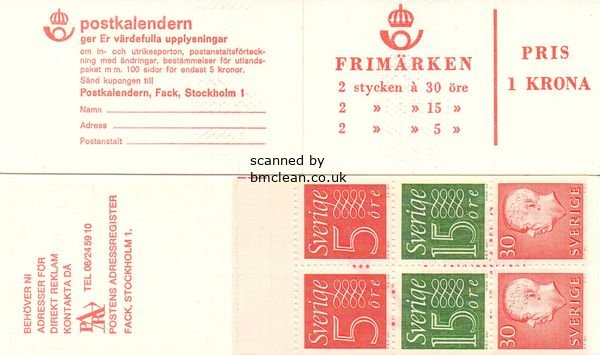 postkalendern
ger Er värdefulla upplysningar
om in- och utrikesporton, postanstaltsförteck-
ning med ändringar, bestämmelser för utlands-
paket m m. 100 sidor för endast 5 kronor.
Sänd kupongen till
Postkalendern, Fack, Stockholm 1
Namn
Adress
Postanstalt
FRIMÄRKEN
2 stycken à 30 öre
2 » » 15 »
2 » » 5 »
PRIS
1 KRONA
scanned by
bmclean.co.uk
BEHÖVER NI
ADRESSER FÖR
DIREKT REKLAM
KONTAKTA DÅ
PAR TEL 08/24 59 10
POSTENS ADRESSREGISTER
FACK, STOCKHOLM 1.
Sverige 5 öre
Sverige 15 öre
30 SVERIGE
Sverige 5 öre
Sverige 15 öre
30 SVERIGE